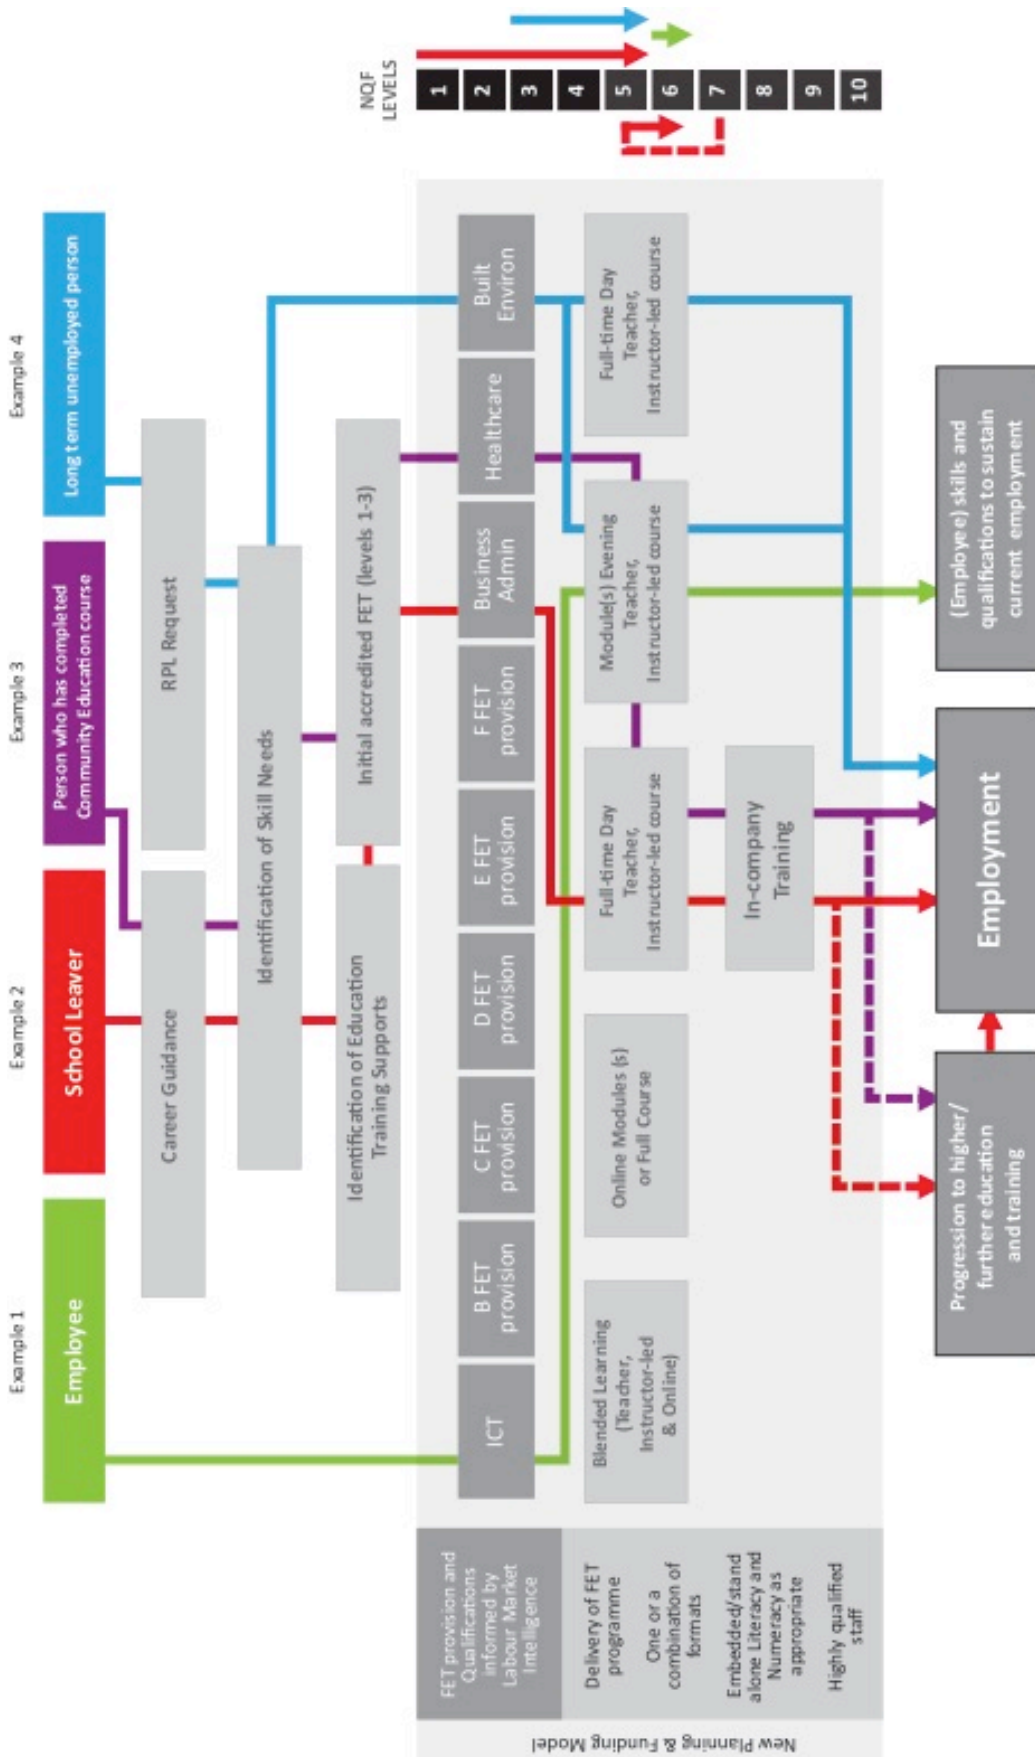 Example 1
Example 2
Example 3
Example 4
Employee
School Leaver
Person who has completed
Community Education course
Long term unemployed person
Career Guidance
RPL Request
Identification of Skill Needs
Identification of Education
Training Supports
Initial accredited FET (levels 1-3)
NQF
LEVELS
1
2
3
4
5
6
7
8
9
10
New Planning & Funding Model
FET provision and
Qualifications
informed by
Labour Market
Intelligence
ICT
B FET
provision
C FET
provision
D FET
provision
E FET
provision
F FET
provision
Business
Admin
Healthcare
Built
Environ
Delivery of FET
programme
One or a
combination of
formats
Embedded/stand
alone Literacy and
Numeracy as
appropriate
Highly qualified
staff
Blended Learning
(Teacher,
Instructor-led
& Online)
Online Modules (s)
or Full Course
Full-time Day
Teacher,
Instructor-led course
Module(s) Evening
Teacher,
Instructor-led course
Full-time Day
Teacher,
Instructor-led course
In-company
Training
Progression to higher/
further education
and training
Employment
(Employee) skills and
qualifications to sustain
current employment